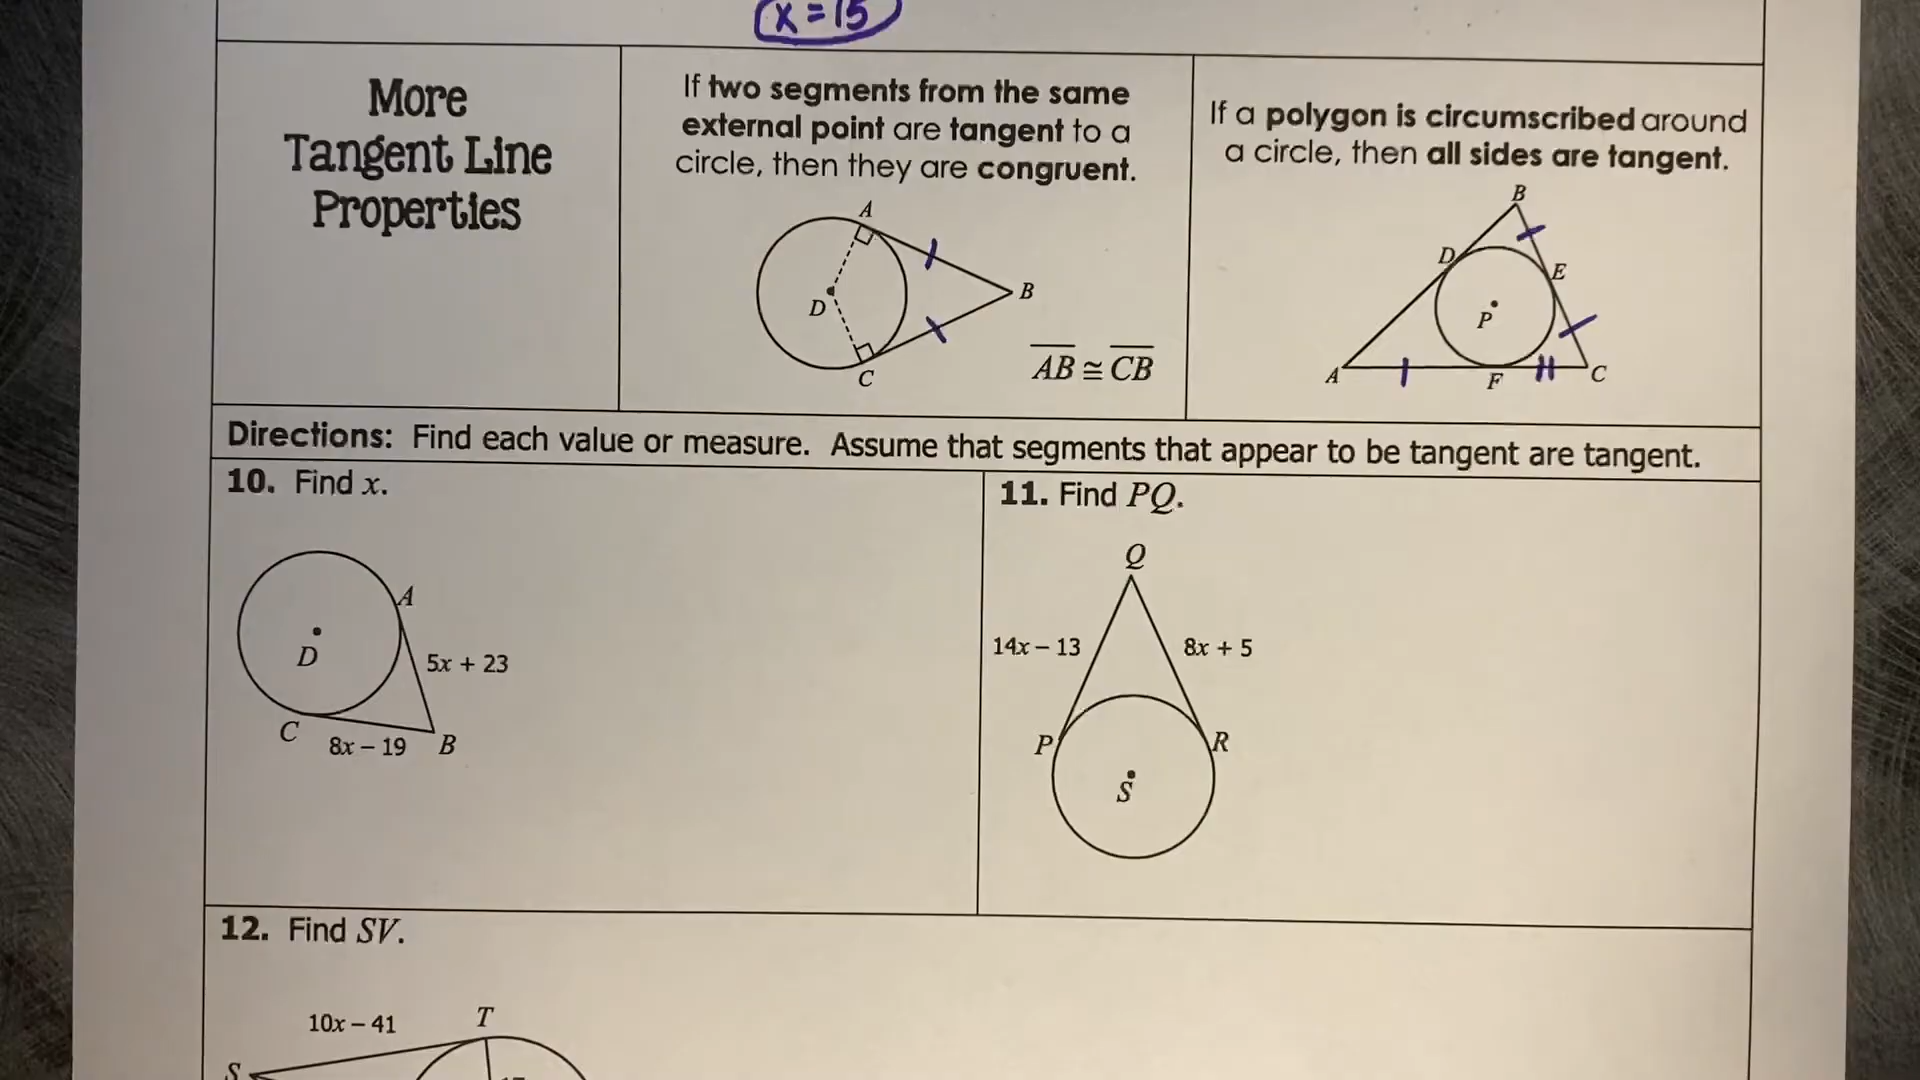 x = 15
More
Tangent Line
Properties
If two segments from the same
external point are tangent to a
circle, then they are congruent.
A
D
B
C
AB ≅ CB
If a polygon is circumscribed around
a circle, then all sides are tangent.
B
D
E
P
A
F
C
Directions: Find each value or measure. Assume that segments that appear to be tangent are tangent.
10. Find x.
A
D
5x + 23
C
8x – 19
B
11. Find PQ.
Q
14x – 13
8x + 5
P
R
S
12. Find SV.
10x – 41
T
S